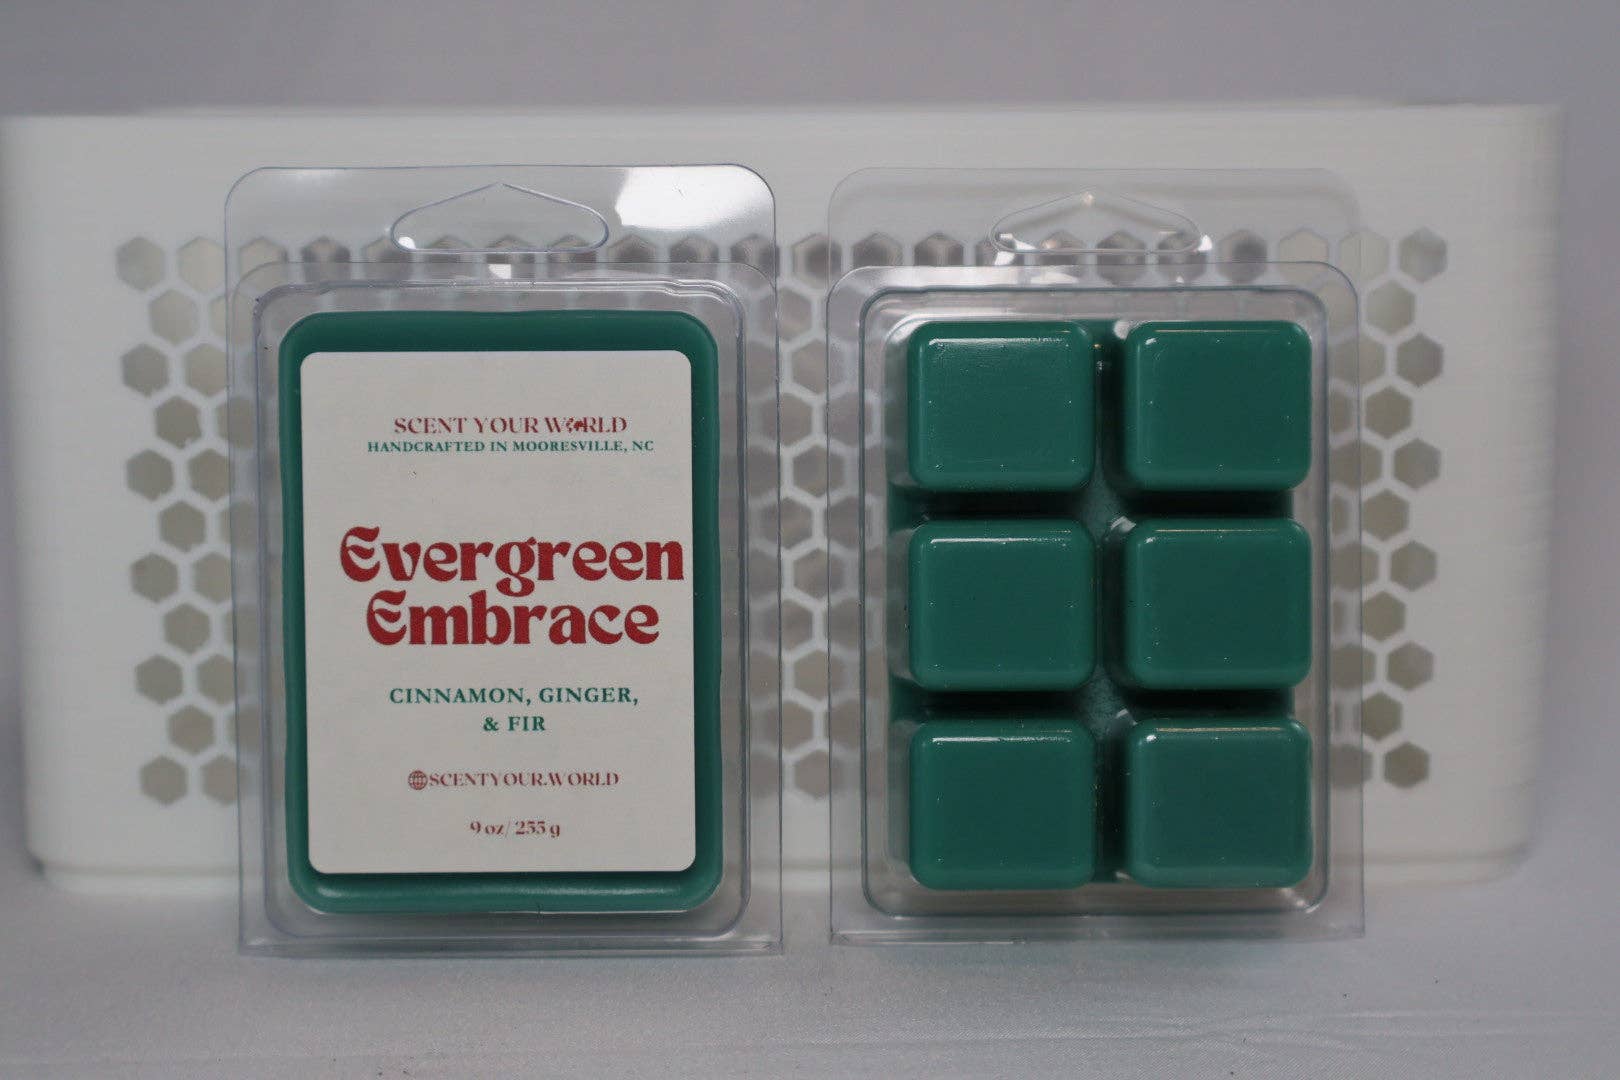 SCENT YOUR WORLD
HANDCRAFTED IN MOORESVILLE, NC
Evergreen
Embrace
CINNAMON, GINGER,
& FIR
SCENTYOUR.WORLD
9 oz/ 255 g